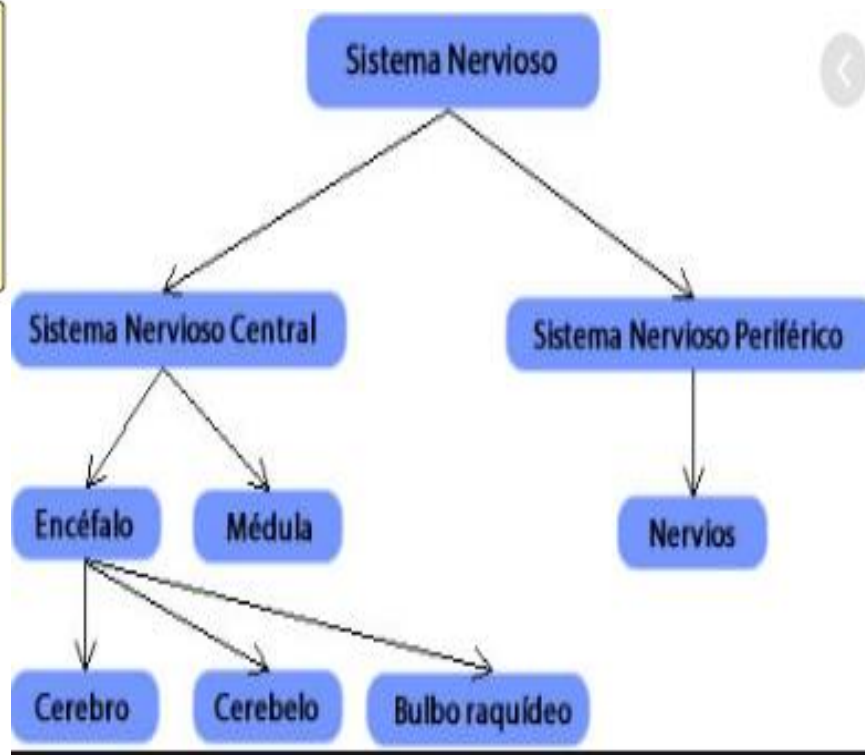 Sistema Nervioso
Sistema Nervioso Central
Sistema Nervioso Periférico
Encéfalo
Médula
Nervios
Cerebro
Cerebelo
Bulbo raquídeo